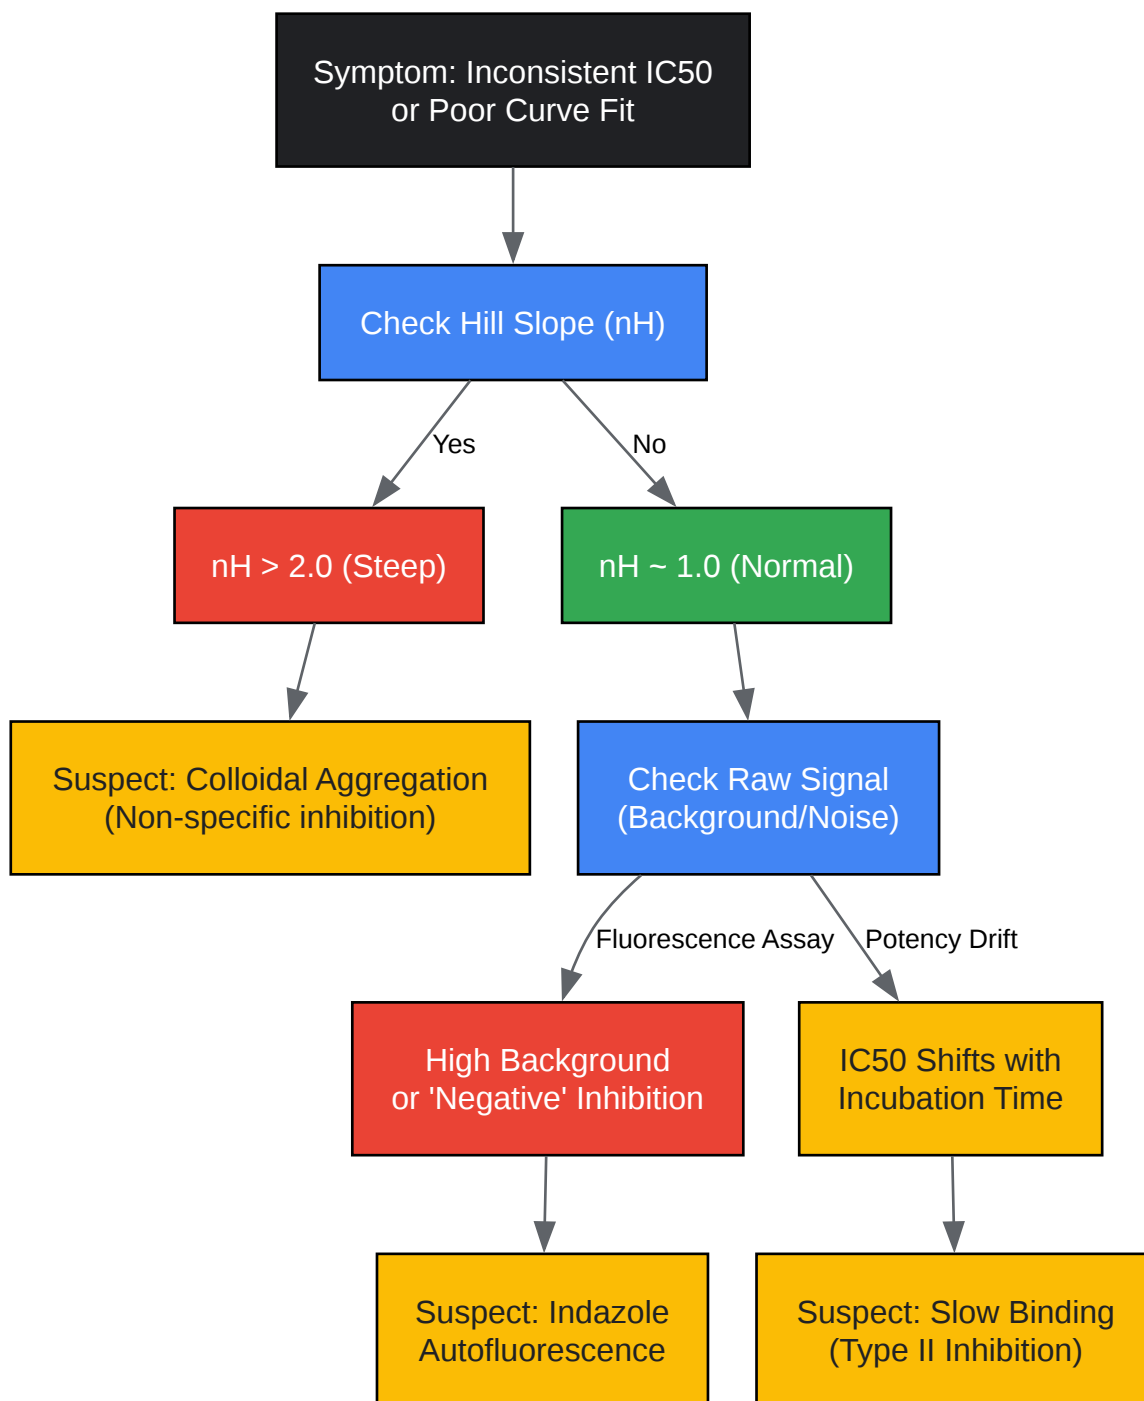 Symptom: Inconsistent IC50
or Poor Curve Fit
Check Hill Slope (nH)
Yes
No
nH > 2.0 (Steep)
nH ~ 1.0 (Normal)
Suspect: Colloidal Aggregation
(Non-specific inhibition)
Check Raw Signal
(Background/Noise)
Fluorescence Assay
Potency Drift
High Background
or 'Negative' Inhibition
IC50 Shifts with
Incubation Time
Suspect: Indazole
Autofluorescence
Suspect: Slow Binding
(Type II Inhibition)